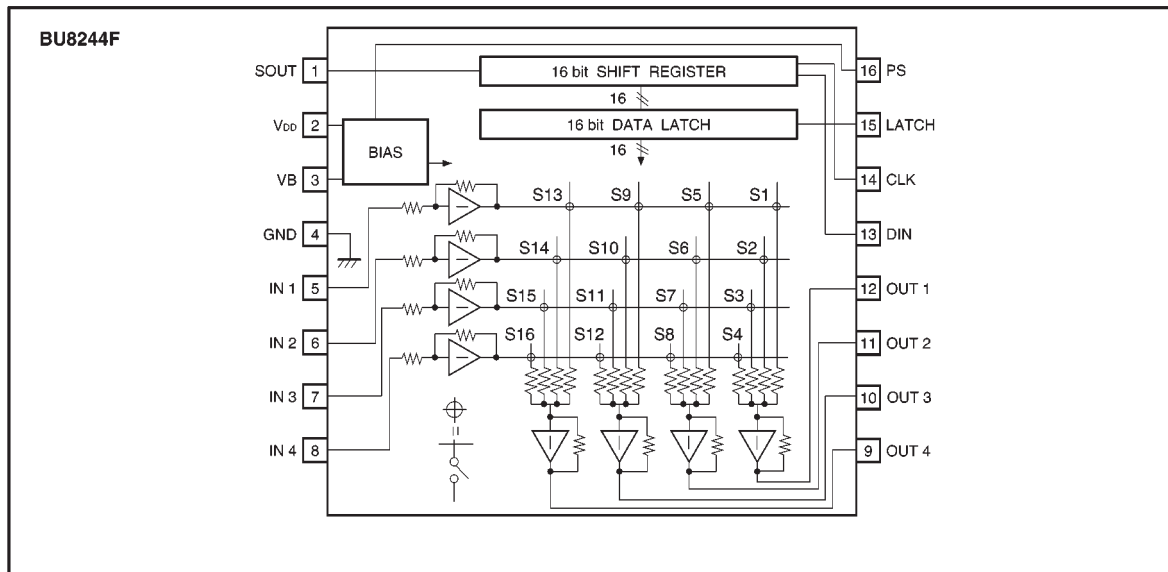 BU8244F
SOUT 1
16 bit SHIFT REGISTER
16 PS
16
VDD 2
16 bit DATA LATCH
15 LATCH
BIAS
16
VB 3
14 CLK
S13 S9 S5 S1
GND 4
13 DIN
S14 S10 S6 S2
IN 1 5
12 OUT 1
S15 S11 S7 S3
IN 2 6
S16 S12 S8 S4
11 OUT 2
IN 3 7
10 OUT 3
IN 4 8
9 OUT 4